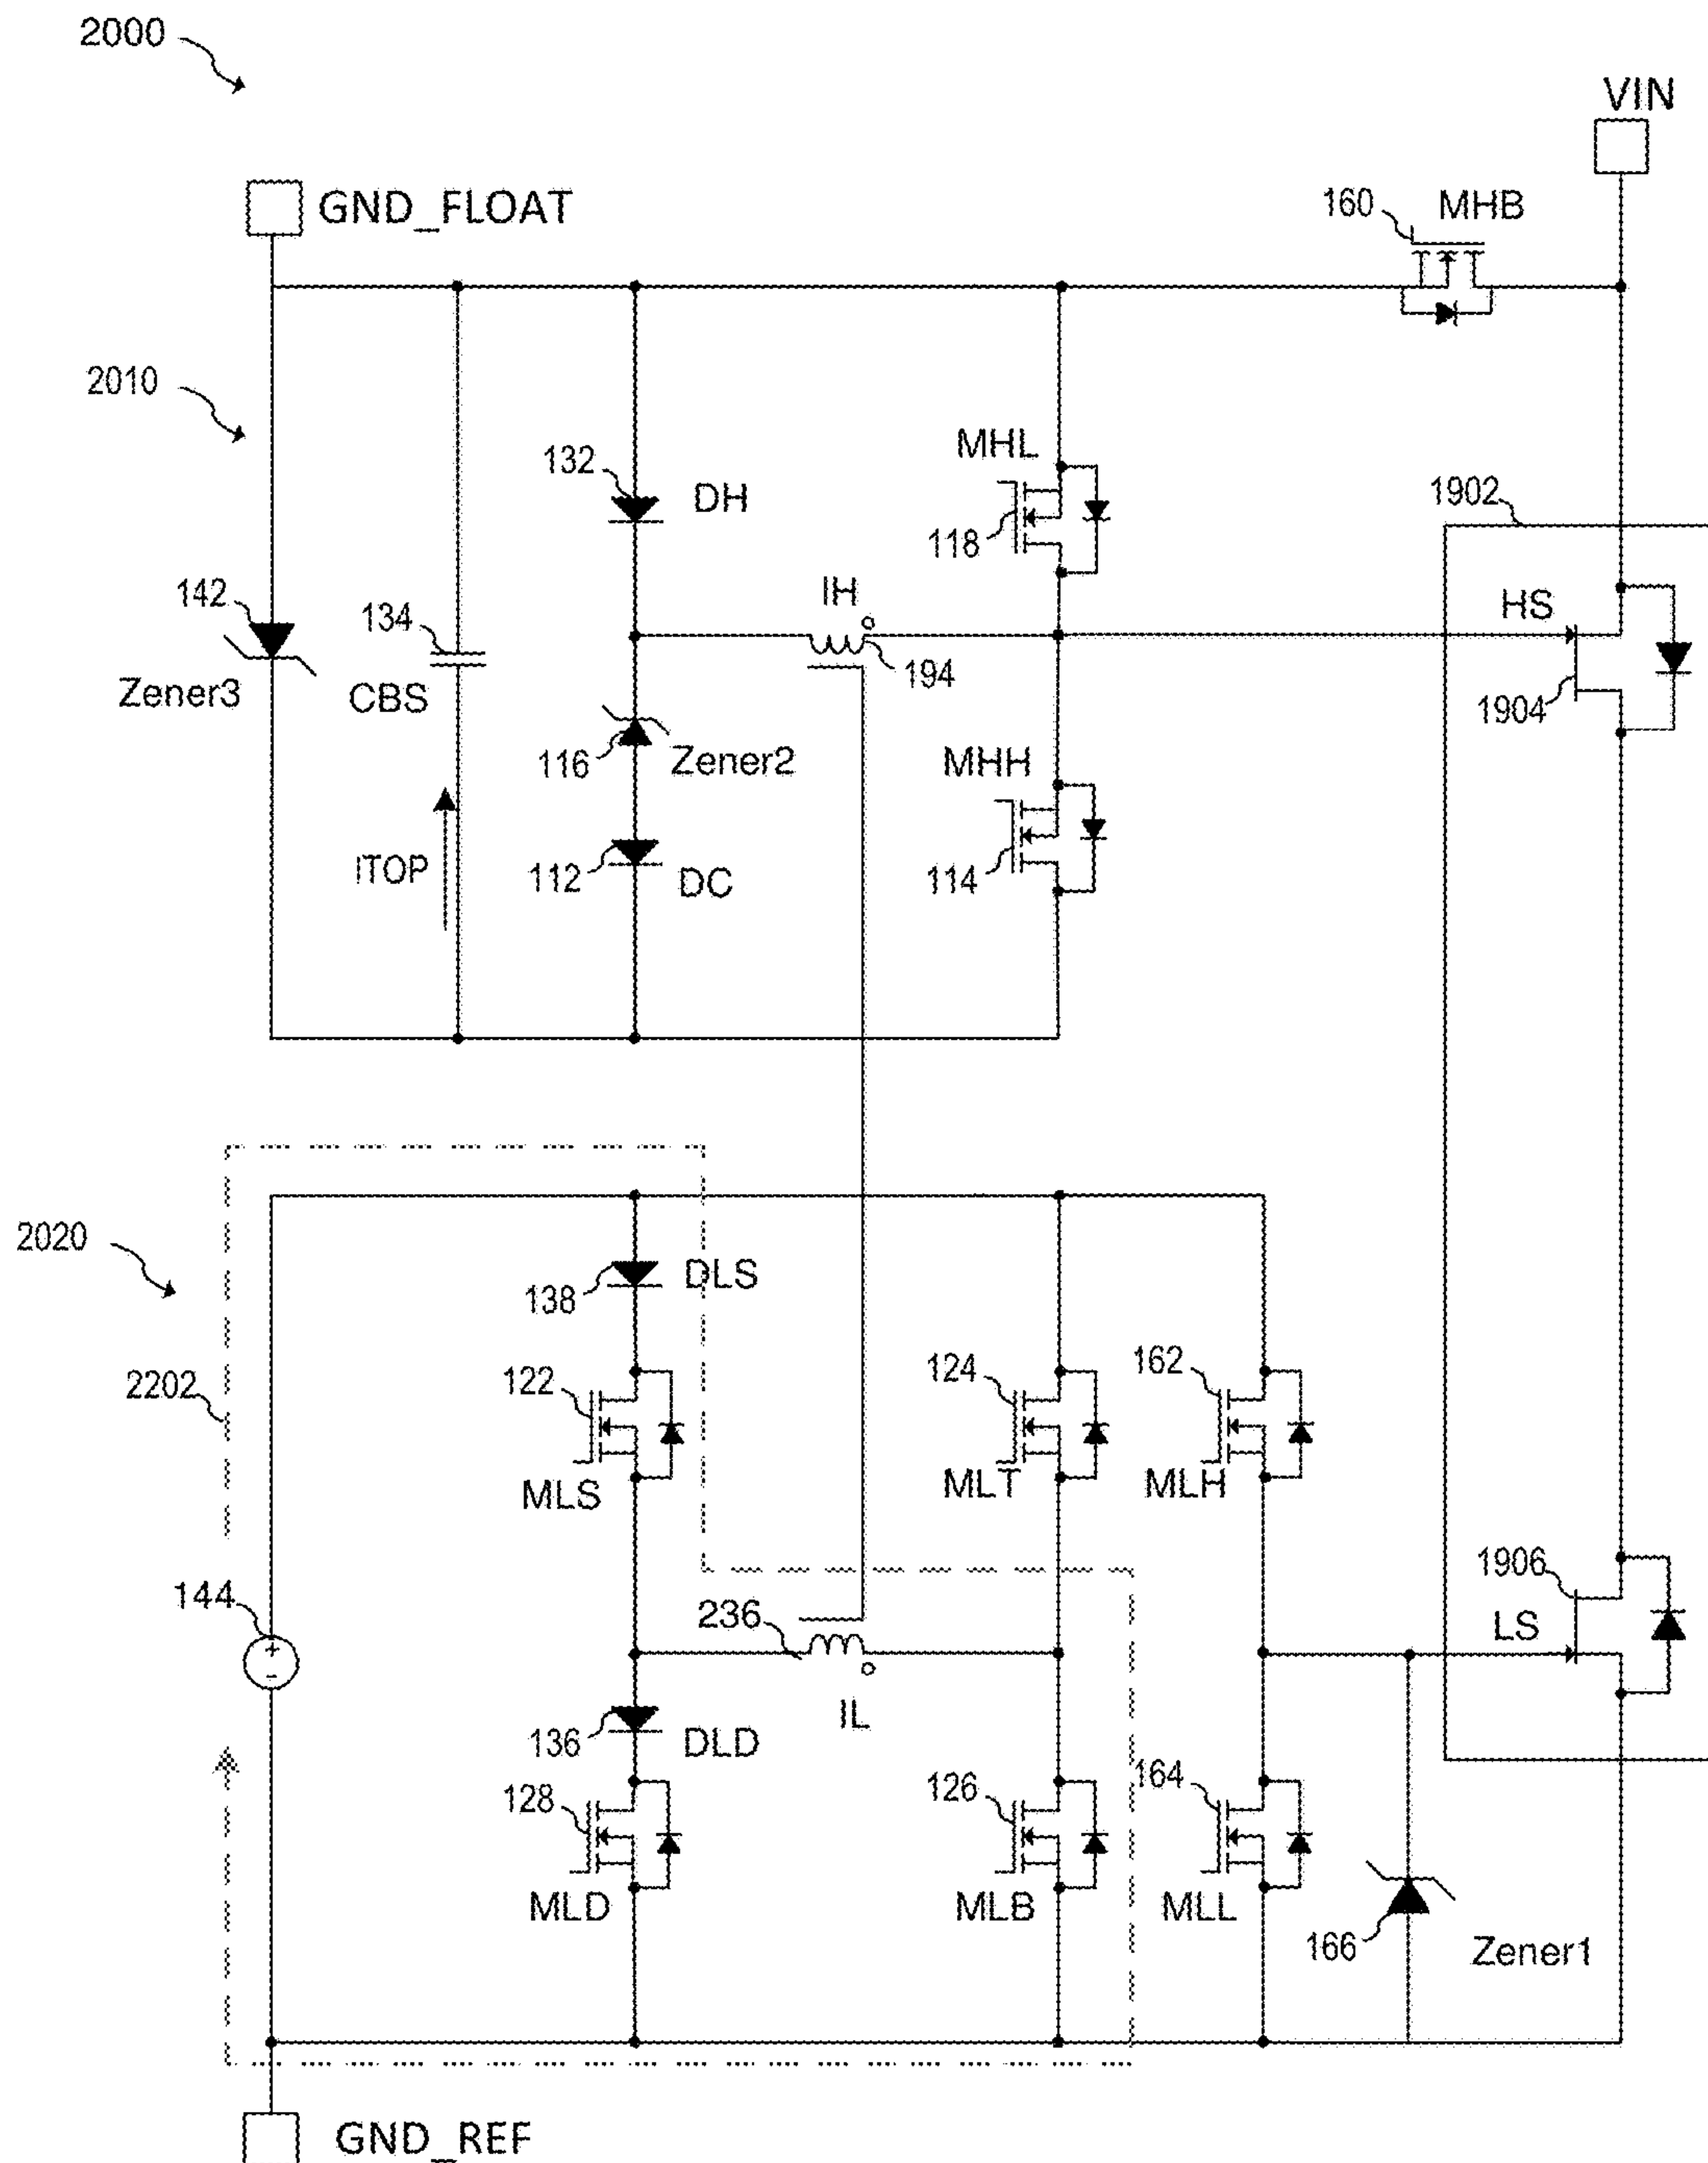 2000
VIN
GND_FLOAT
160
MHB
2010
132
DH
MHL
118
1902
142
134
IH
194
HS
1904
Zener3
CBS
116
Zener2
MHH
ITOP
112
DC
114
2020
138
DLS
2202
122
124
162
MLS
MLT
MLH
144
+
-
236
1906
LS
136
DLD
IL
128
126
164
MLD
MLB
MLL
166
Zener1
GND_REF